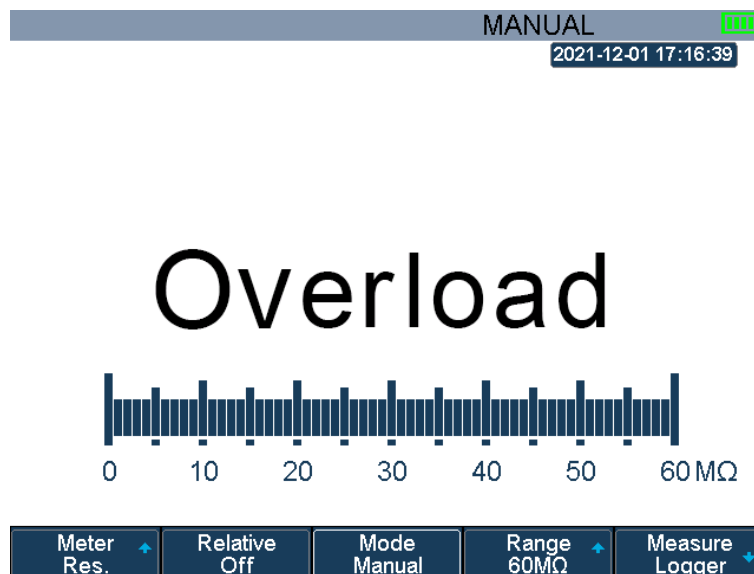 MANUAL
2021-12-01 17:16:39
Overload
0 10 20 30 40 50 60 MΩ
Meter Relative Mode Range Measure
Res. Off Manual 60MΩ Logger